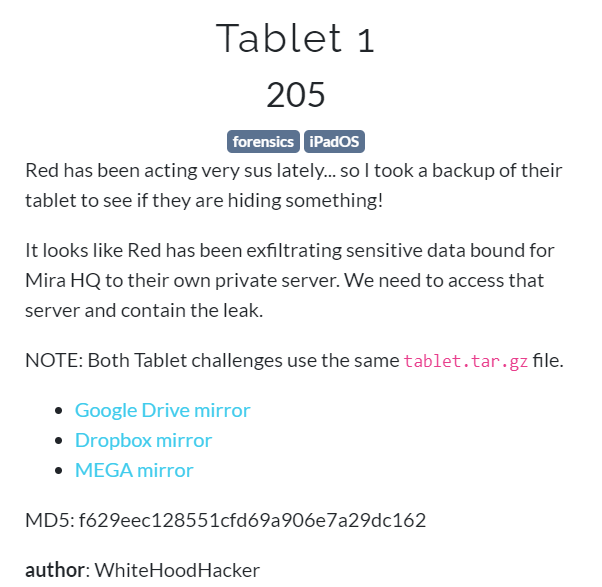 Tablet 1
205
forensics iPadOS
Red has been acting very sus lately... so I took a backup of their
tablet to see if they are hiding something!
It looks like Red has been exfiltrating sensitive data bound for
Mira HQ to their own private server. We need to access that
server and contain the leak.
NOTE: Both Tablet challenges use the same tablet.tar.gz file.
• Google Drive mirror
• Dropbox mirror
• MEGA mirror
MD5: f629eec128551cfd69a906e7a29dc162
author: WhiteHoodHacker